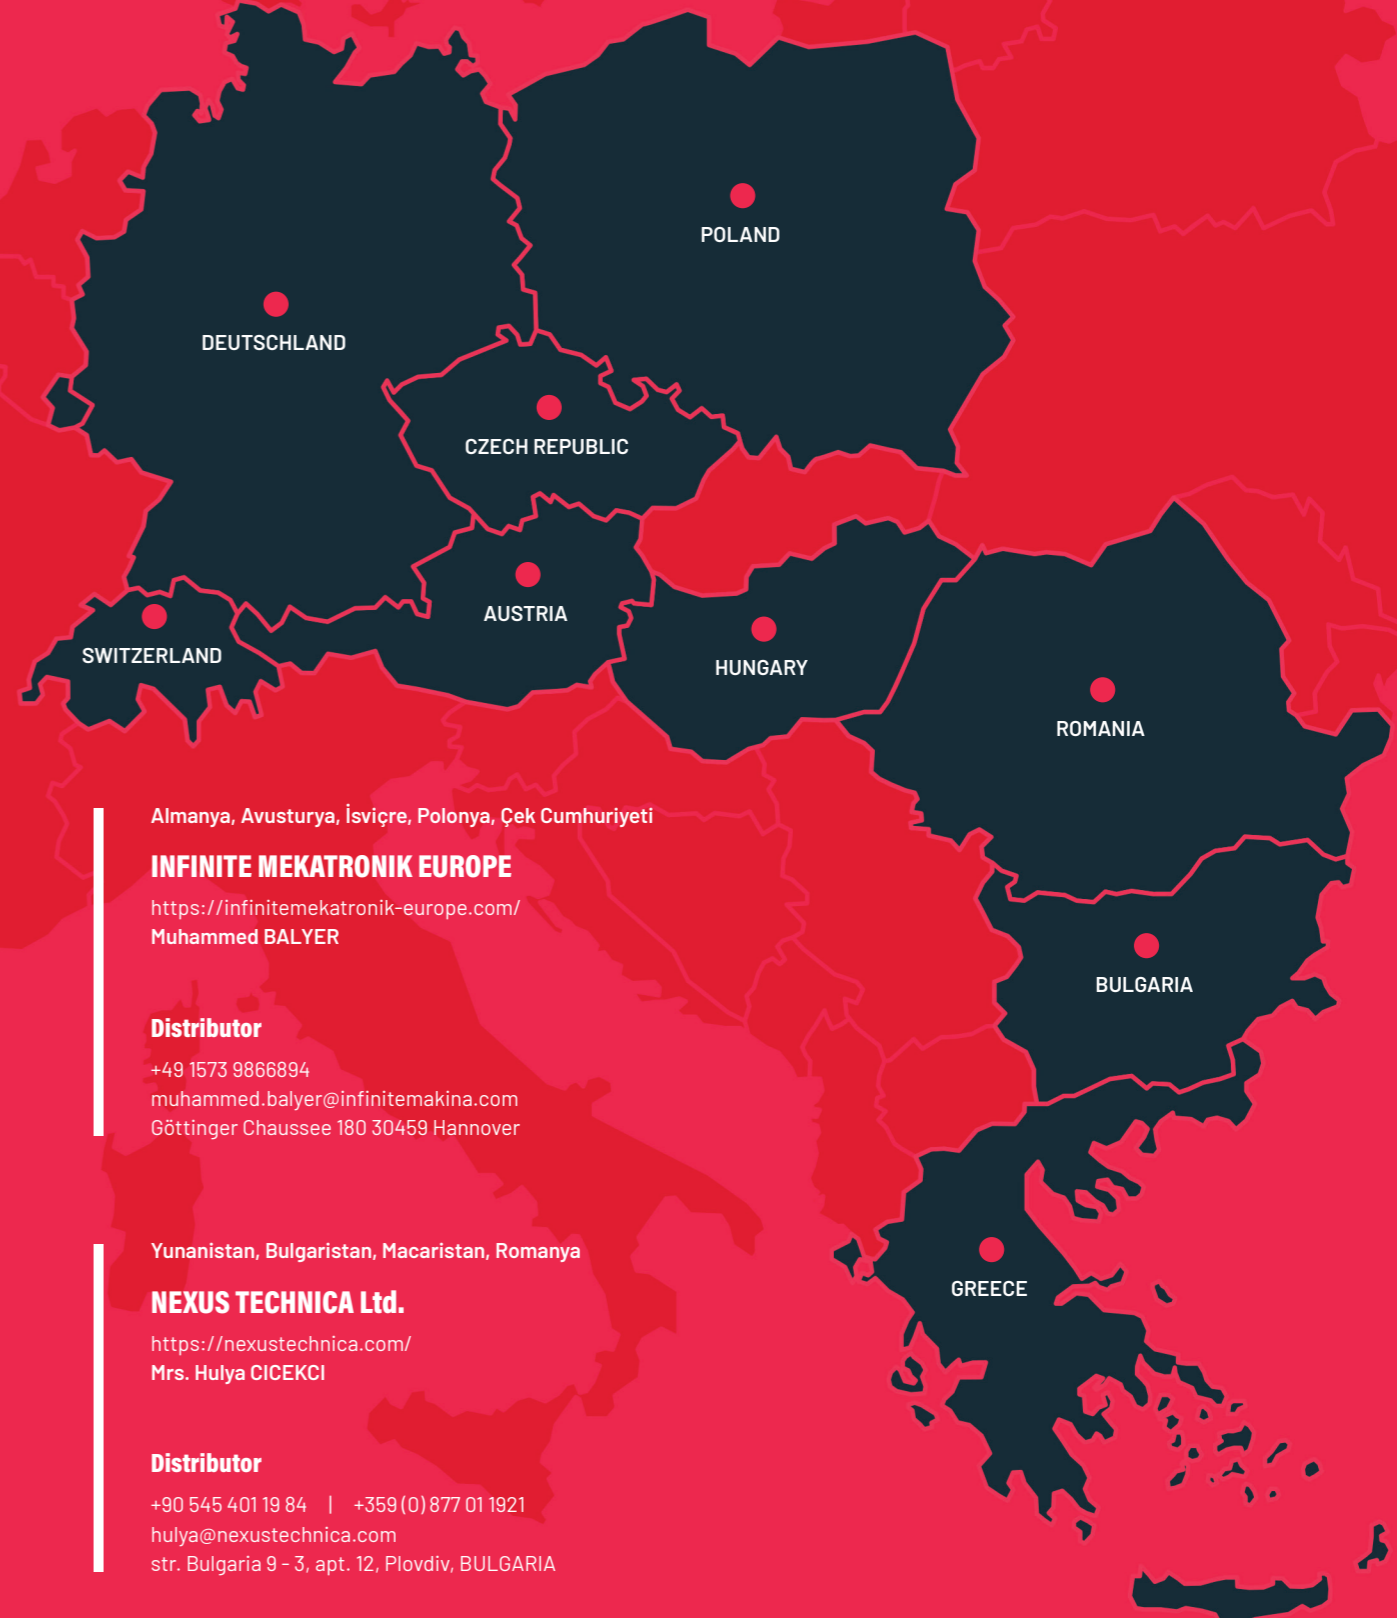 POLAND
DEUTSCHLAND
CZECH REPUBLIC
AUSTRIA
SWITZERLAND
HUNGARY
ROMANIA
BULGARIA
GREECE
Almanya, Avusturya, İsviçre, Polonya, Çek Cumhuriyeti
INFINITE MEKATRONIK EUROPE
https://infinitemekatronik-europe.com/
Muhammed BALYER
Distributor
+49 1573 9866894
muhammed.balyer@infinitemakina.com
Göttinger Chaussee 180 30459 Hannover
Yunanistan, Bulgaristan, Macaristan, Romanya
NEXUS TECHNICA Ltd.
https://nexustechnica.com/
Mrs. Hulya CICEKCI
Distributor
+90 545 401 19 84 | +359 (0) 877 01 1921
hulya@nexustechnica.com
str. Bulgaria 9 - 3, apt. 12, Plovdiv, BULGARIA